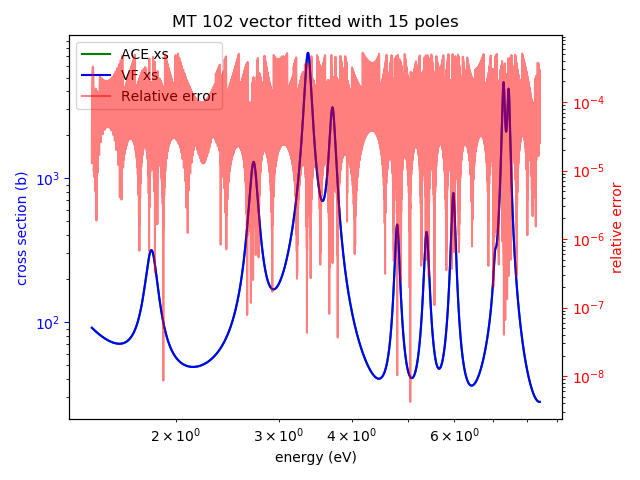 MT 102 vector fitted with 15 poles
ACE xs
VF xs
Relative error
cross section (b)
10³
10²
relative error
10⁻⁴
10⁻⁵
10⁻⁶
10⁻⁷
10⁻⁸
2 × 10⁰
3 × 10⁰
4 × 10⁰
6 × 10⁰
energy (eV)